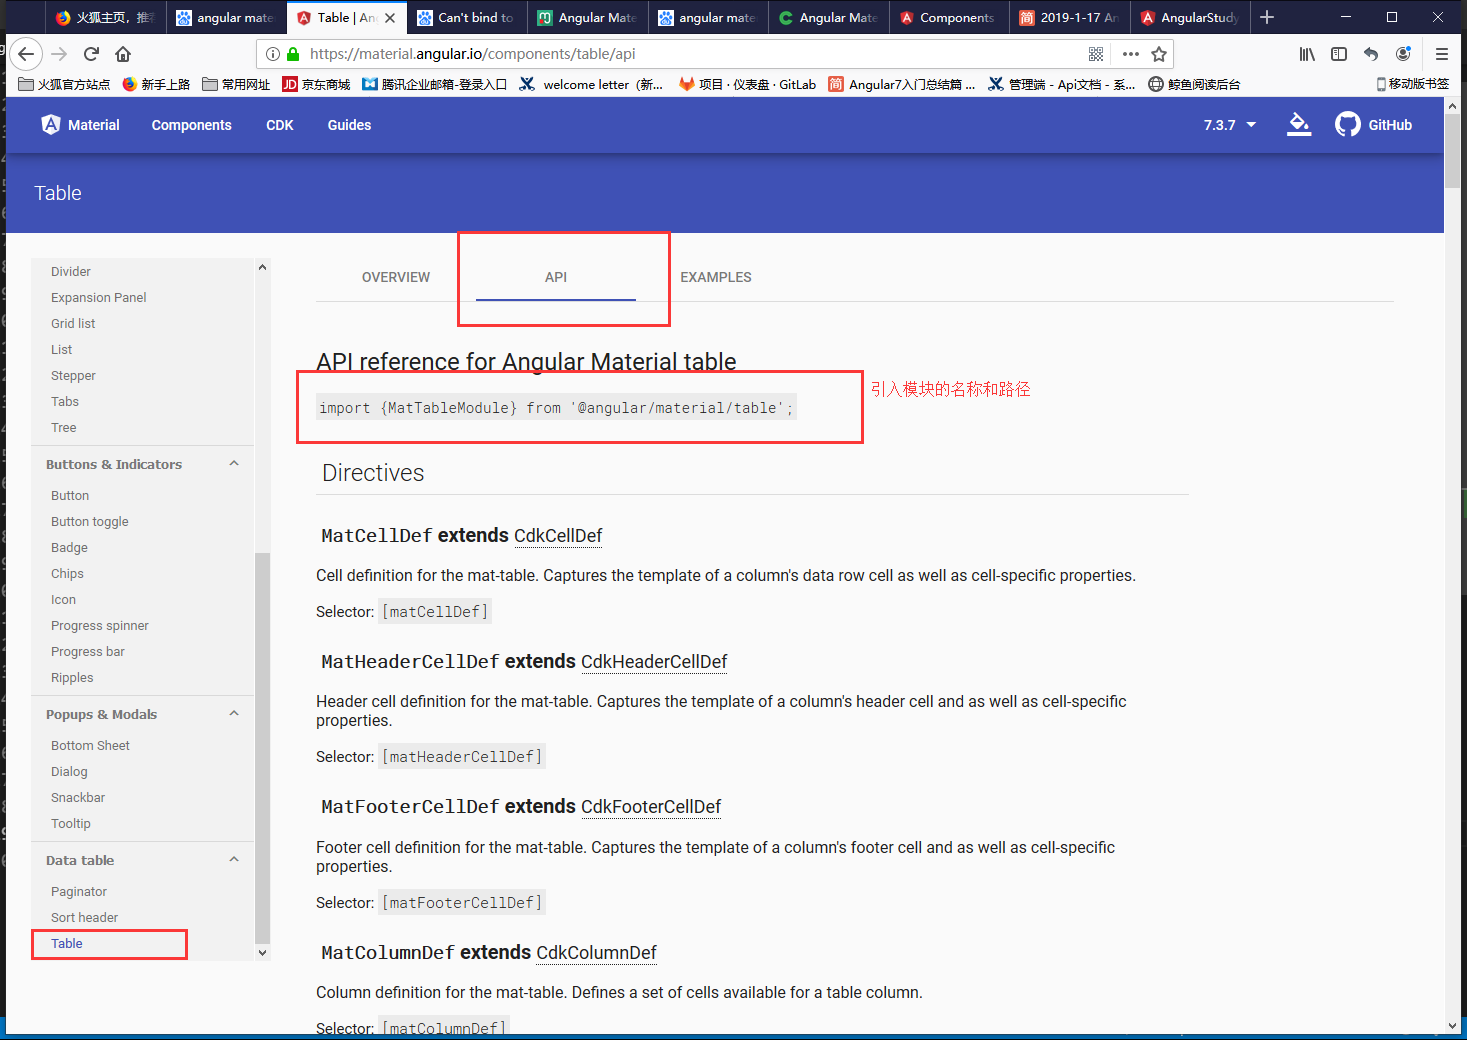 火狐主页，推荐
angular mate
Table | An
Can't bind to
Angular Mate
angular mate
Angular Mate
Components
2019-1-17 An
AngularStudy
https://material.angular.io/components/table/api
火狐官方站点
新手上路
常用网址
JD 京东商城
腾讯企业邮箱-登录入口
welcome letter（新...
项目 · 仪表盘 · GitLab
简 Angular7入门总结篇 ...
管理端 - Api文档 - 系...
鲸鱼阅读后台
移动版书签
Material
Components
CDK
Guides
7.3.7
GitHub
Table
Divider
Expansion Panel
Grid list
List
Stepper
Tabs
Tree
Buttons & Indicators
Button
Button toggle
Badge
Chips
Icon
Progress spinner
Progress bar
Ripples
Popups & Modals
Bottom Sheet
Dialog
Snackbar
Tooltip
Data table
Paginator
Sort header
Table
OVERVIEW
API
EXAMPLES
API reference for Angular Material table
import {MatTableModule} from '@angular/material/table';
引入模块的名称和路径
Directives
MatCellDef extends CdkCellDef
Cell definition for the mat-table. Captures the template of a column's data row cell as well as cell-specific properties.
Selector: [matCellDef]
MatHeaderCellDef extends CdkHeaderCellDef
Header cell definition for the mat-table. Captures the template of a column's header cell and as well as cell-specific
properties.
Selector: [matHeaderCellDef]
MatFooterCellDef extends CdkFooterCellDef
Footer cell definition for the mat-table. Captures the template of a column's footer cell and as well as cell-specific
properties.
Selector: [matFooterCellDef]
MatColumnDef extends CdkColumnDef
Column definition for the mat-table. Defines a set of cells available for a table column.
Selector: [matColumnDef]